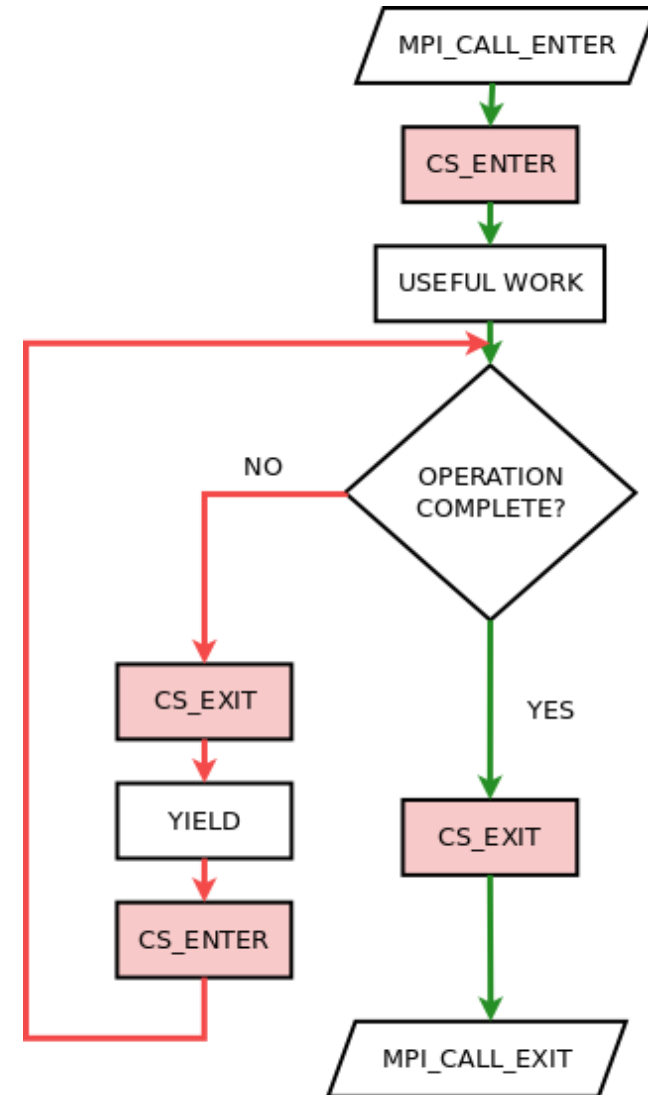 MPI_CALL_ENTER
CS_ENTER
USEFUL WORK
OPERATION
COMPLETE?
NO
YES
CS_EXIT
YIELD
CS_ENTER
CS_EXIT
MPI_CALL_EXIT